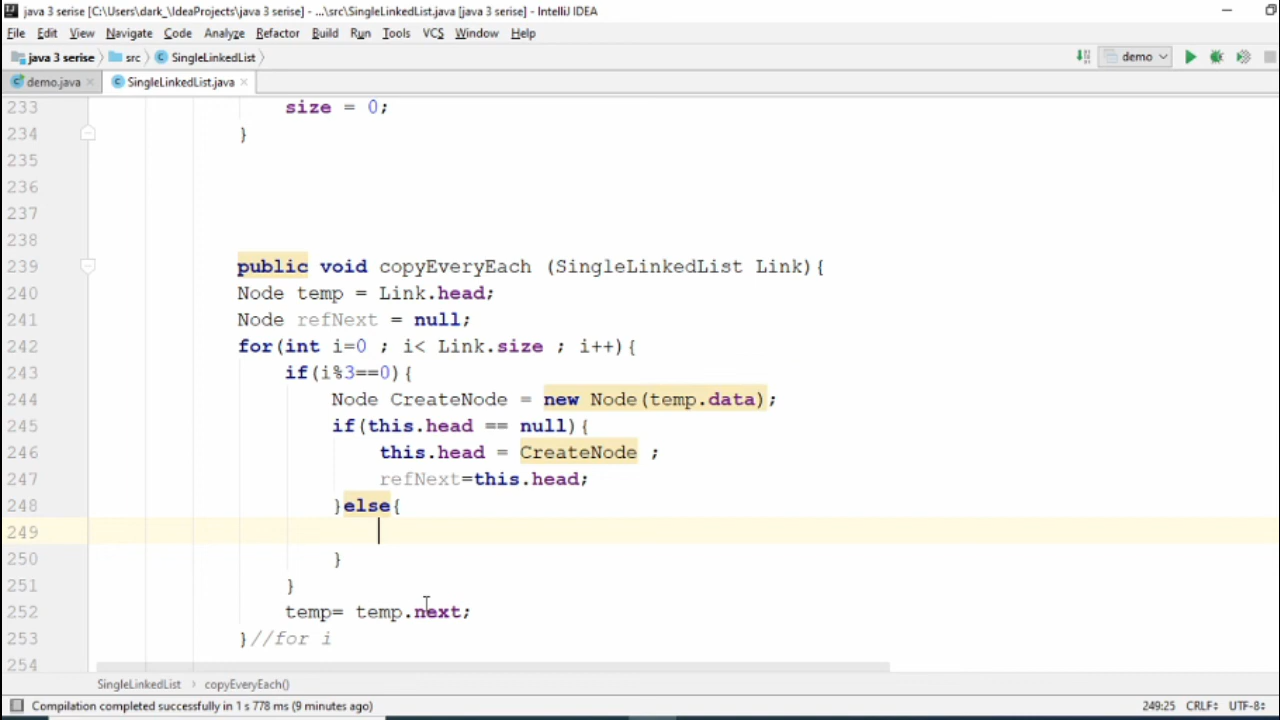 java 3 serise [C:\Users\dark_\IdeaProjects\java 3 serise] - ...\src\SingleLinkedList.java [java 3 serise] - IntelliJ IDEA
File Edit View Navigate Code Analyze Refactor Build Run Tools VCS Window Help
java 3 serise src SingleLinkedList demo
demo.java SingleLinkedList.java
233 size = 0;
234 }
235
236
237
238
239 public void copyEveryEach (SingleLinkedList Link){
240 Node temp = Link.head;
241 Node refNext = null;
242 for(int i=0 ; i< Link.size ; i++){
243 if(i%3==0){
244 Node CreateNode = new Node(temp.data);
245 if(this.head == null){
246 this.head = CreateNode ;
247 refNext=this.head;
248 }else{
249
250 }
251 }
252 temp= temp.next;
253 }//for i
254
SingleLinkedList copyEveryEach()
Compilation completed successfully in 1 s 778 ms (9 minutes ago) 249:25 CRLF UTF-8